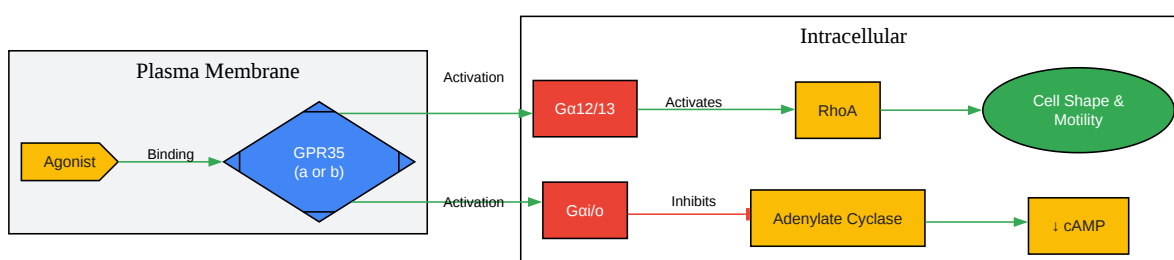 Plasma Membrane
Agonist
Binding
GPR35
(a or b)
Activation
Activation
Intracellular
Gα12/13
Activates
RhoA
Cell Shape &
Motility
Gαi/o
Inhibits
Adenylate Cyclase
↓ cAMP